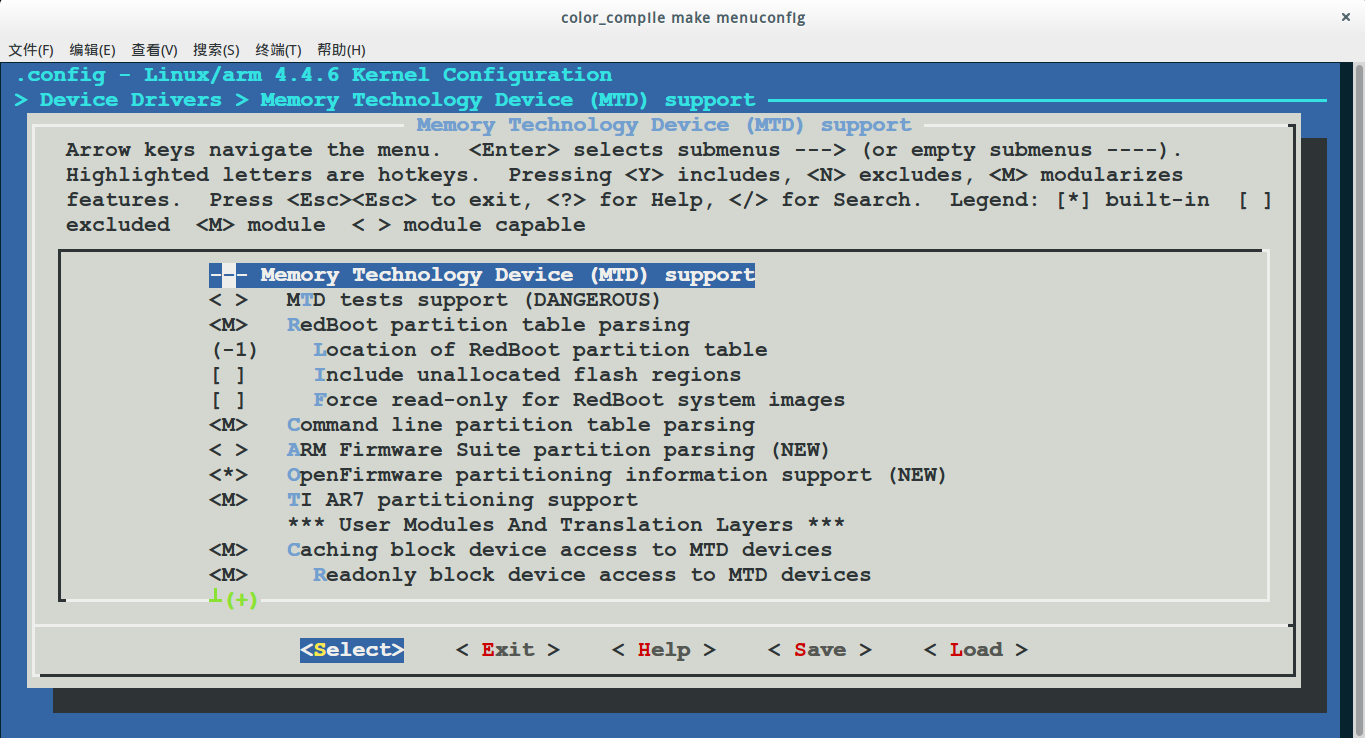 color_compile make menuconfig ×
文件(F) 编辑(E) 查看(V) 搜索(S) 终端(T) 帮助(H)
.config - Linux/arm 4.4.6 Kernel Configuration
> Device Drivers > Memory Technology Device (MTD) support
Memory Technology Device (MTD) support
Arrow keys navigate the menu.  <Enter> selects submenus ---> (or empty submenus ----).
Highlighted letters are hotkeys.  Pressing <Y> includes, <N> excludes, <M> modularizes
features.  Press <Esc><Esc> to exit, <?> for Help, </> for Search.  Legend: [*] built-in  [ ]
excluded  <M> module  < > module capable
--- Memory Technology Device (MTD) support
< >   MTD tests support (DANGEROUS)
<M>   RedBoot partition table parsing
(-1)    Location of RedBoot partition table
[ ]     Include unallocated flash regions
[ ]     Force read-only for RedBoot system images
<M>   Command line partition table parsing
< >   ARM Firmware Suite partition parsing (NEW)
<*>   OpenFirmware partitioning information support (NEW)
<M>   TI AR7 partitioning support
*** User Modules And Translation Layers ***
<M>   Caching block device access to MTD devices
<M>     Readonly block device access to MTD devices
┴(+)
<Select>    < Exit >    < Help >    < Save >    < Load >